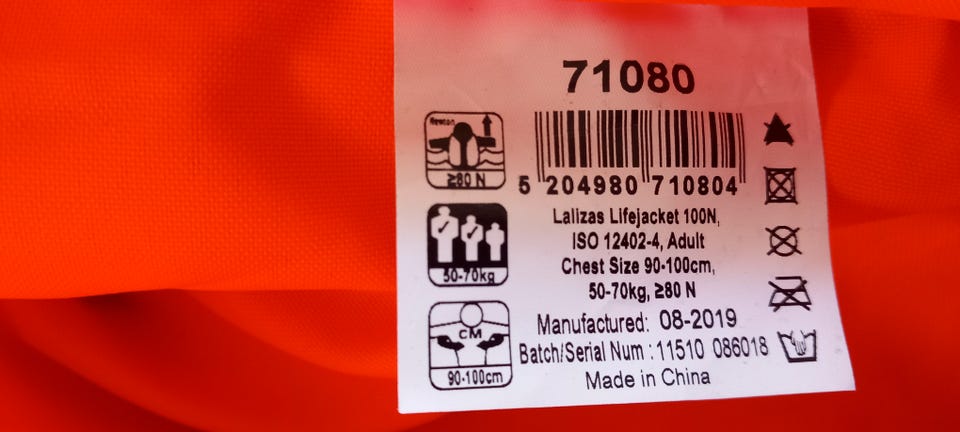 71080
Newton
≥80 N
5 204980 710804
50-70kg
CM
90-100cm
Lalizas Lifejacket 100N,
ISO 12402-4, Adult
Chest Size 90-100cm,
50-70kg, ≥80 N
Manufactured: 08-2019
Batch/Serial Num : 11510 086018
Made in China